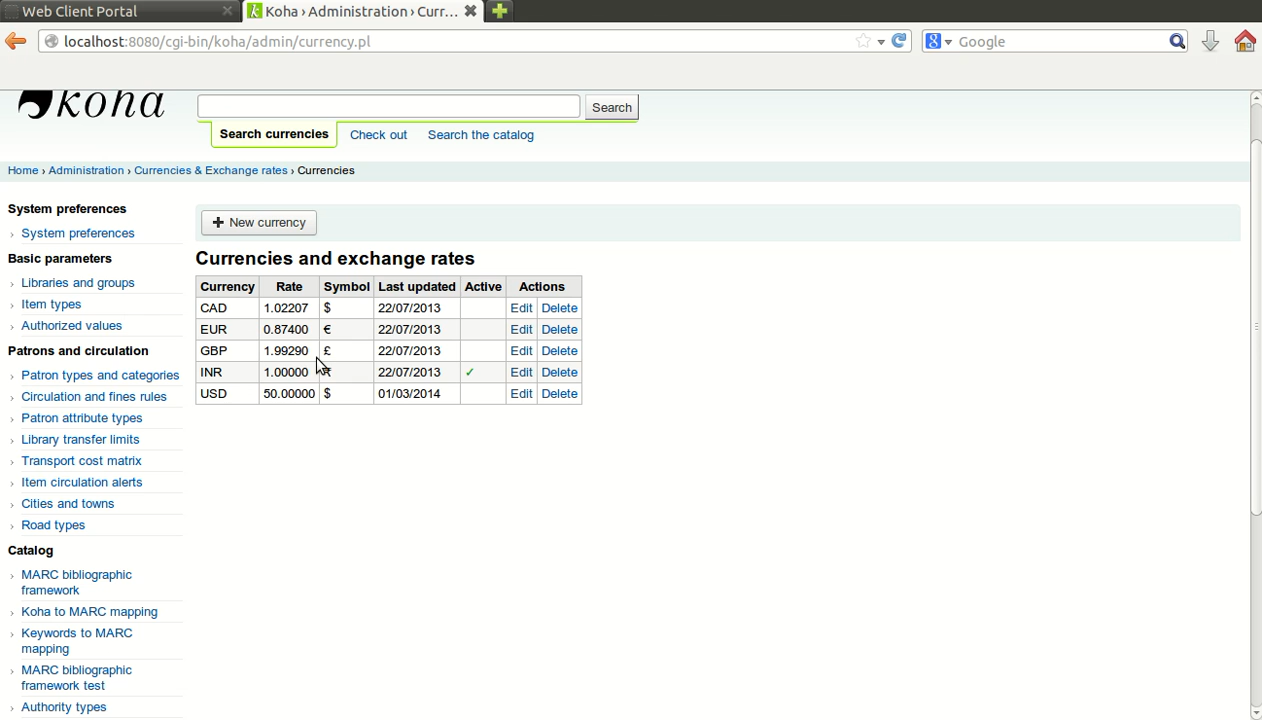 Web Client Portal
Koha › Administration › Curr...
localhost:8080/cgi-bin/koha/admin/currency.pl
Google
koha
Search
Search currencies Check out Search the catalog
Home › Administration › Currencies & Exchange rates › Currencies
System preferences
› System preferences
Basic parameters
› Libraries and groups
› Item types
› Authorized values
Patrons and circulation
› Patron types and categories
› Circulation and fines rules
› Patron attribute types
› Library transfer limits
› Transport cost matrix
› Item circulation alerts
› Cities and towns
› Road types
Catalog
› MARC bibliographic
framework
› Koha to MARC mapping
› Keywords to MARC
mapping
› MARC bibliographic
framework test
› Authority types
+ New currency
Currencies and exchange rates
Currency Rate Symbol Last updated Active Actions
CAD 1.02207 $ 22/07/2013 Edit Delete
EUR 0.87400 € 22/07/2013 Edit Delete
GBP 1.99290 £ 22/07/2013 Edit Delete
INR 1.00000 22/07/2013 ✓ Edit Delete
USD 50.00000 $ 01/03/2014 Edit Delete